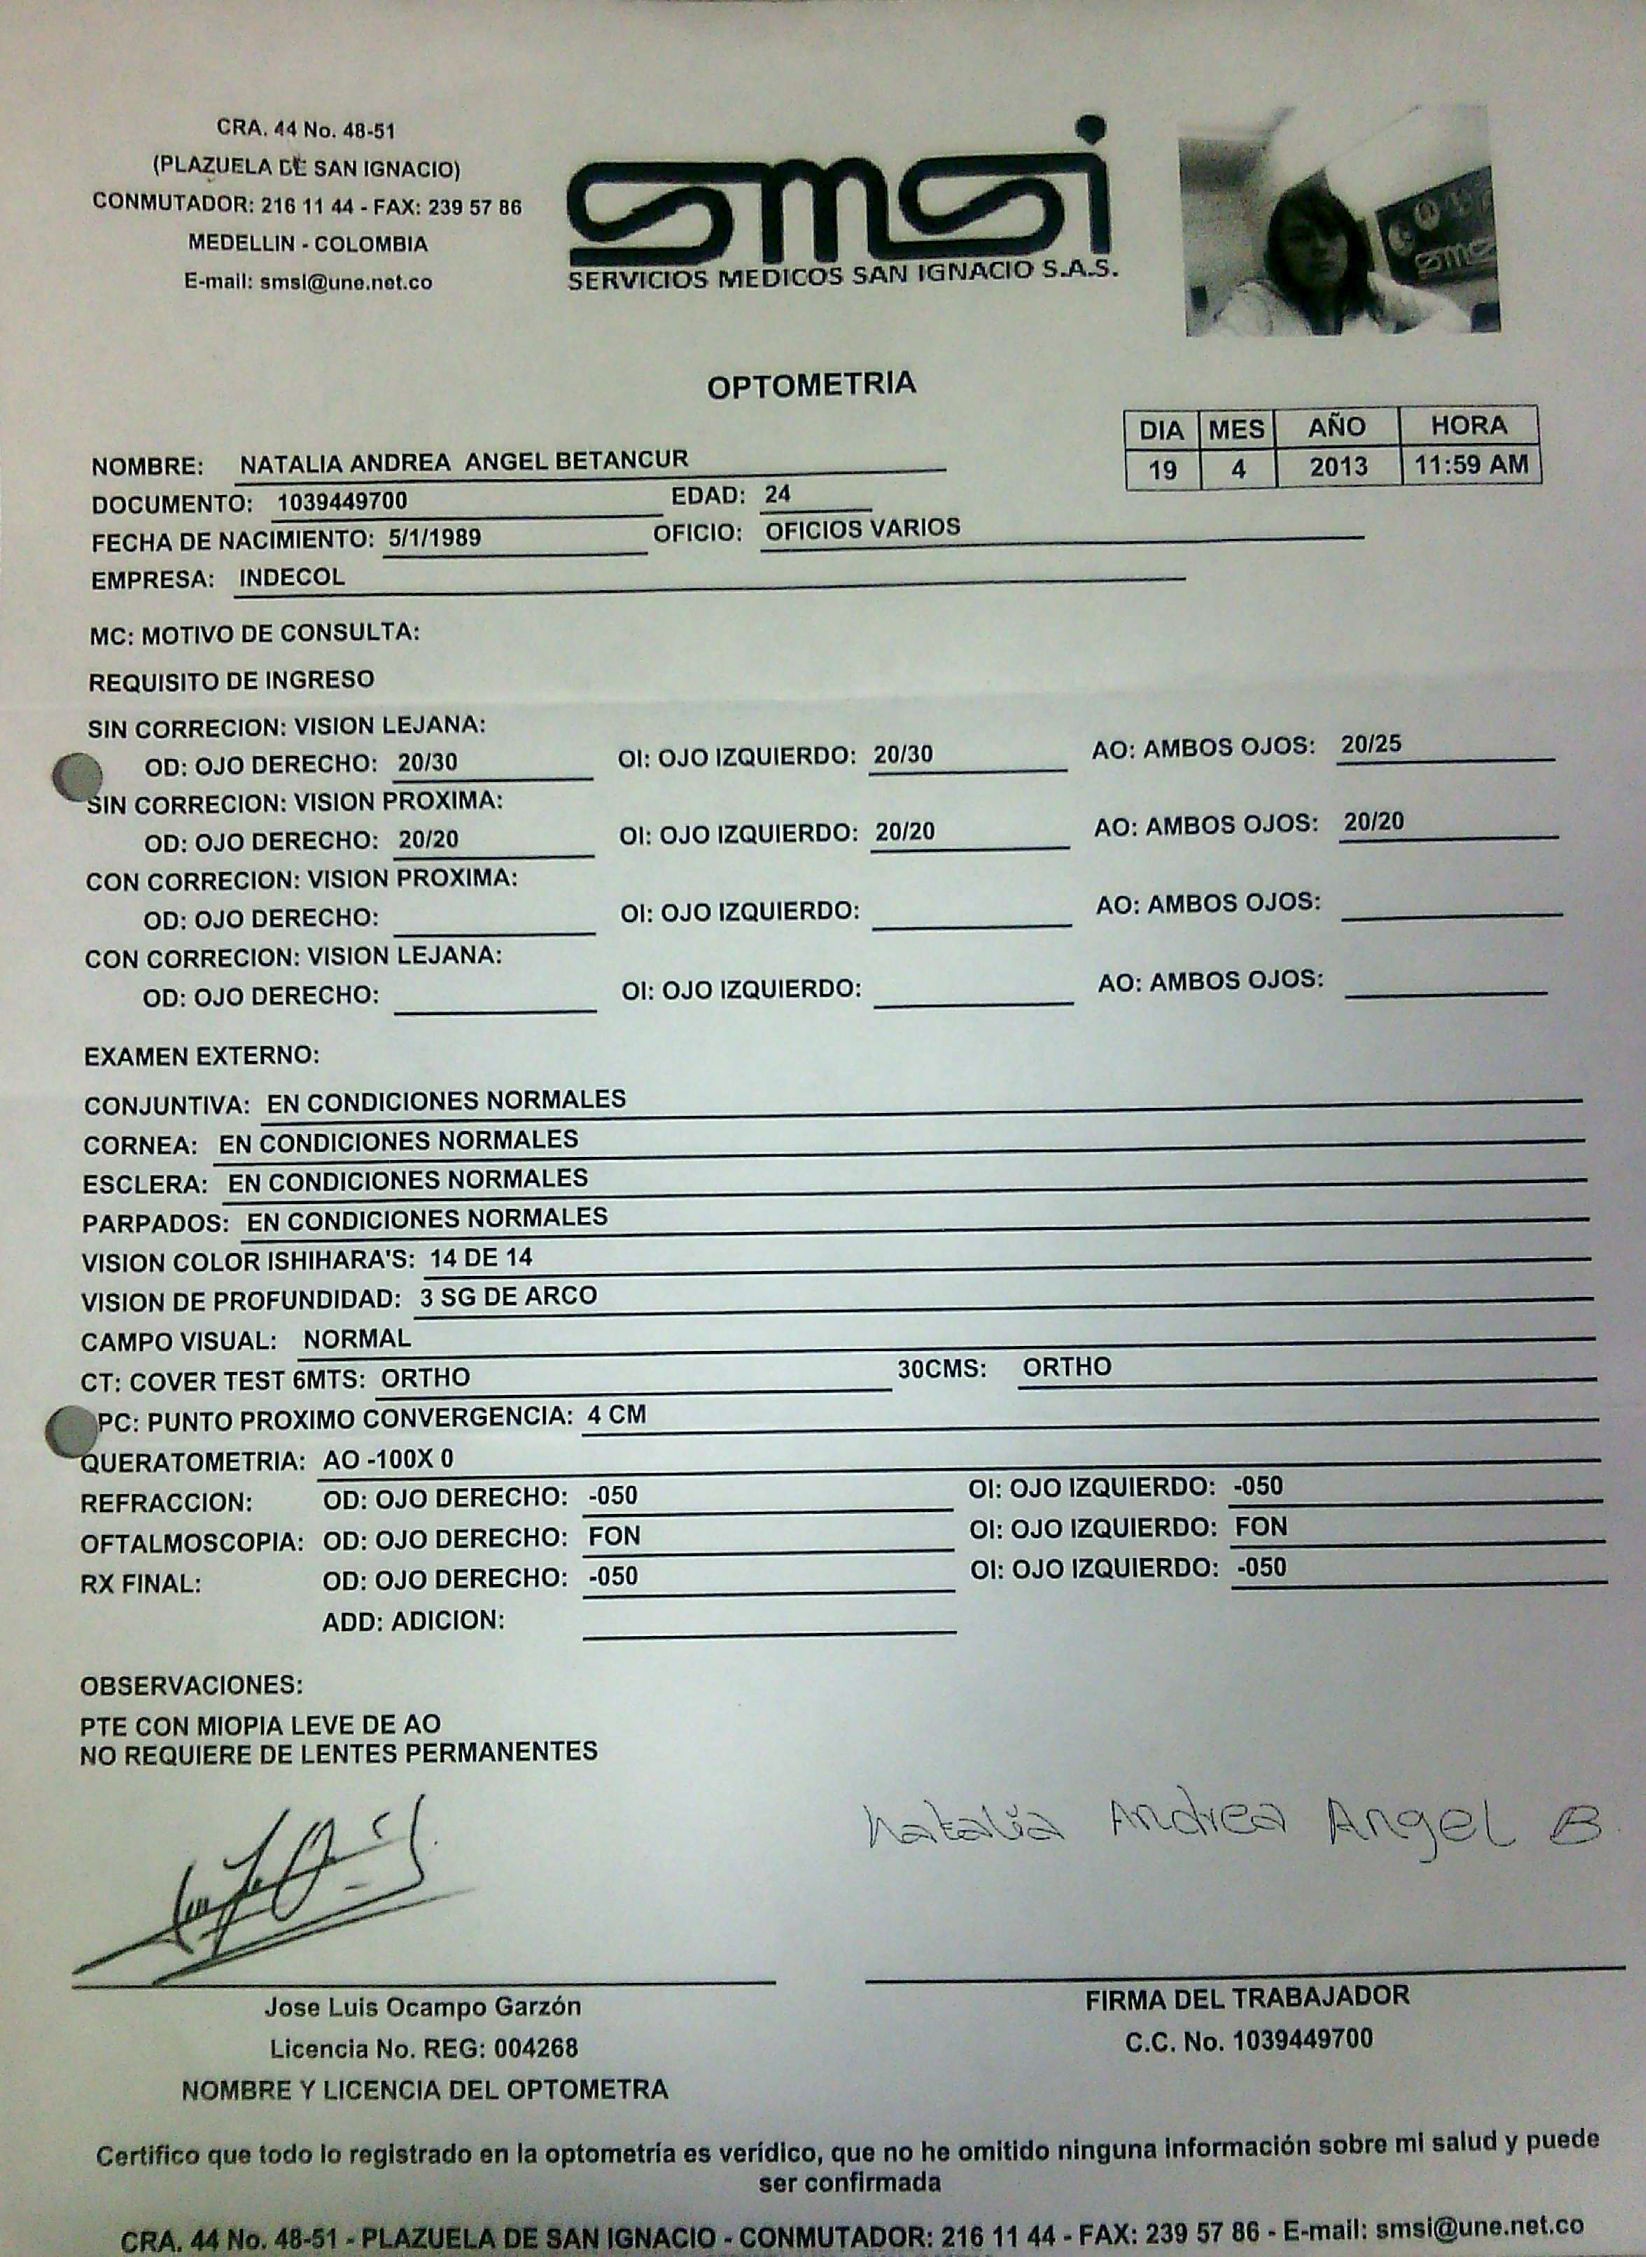 CRA. 44 No. 48-51
(PLAZUELA DE SAN IGNACIO)
CONMUTADOR: 216 11 44 - FAX: 239 57 86
MEDELLIN - COLOMBIA
E-mail: smsi@une.net.co
smsi
SERVICIOS MEDICOS SAN IGNACIO S.A.S.
smsi
OPTOMETRIA
DIA MES AÑO HORA
19 4 2013 11:59 AM
NOMBRE: NATALIA ANDREA ANGEL BETANCUR
DOCUMENTO: 1039449700 EDAD: 24
FECHA DE NACIMIENTO: 5/1/1989 OFICIO: OFICIOS VARIOS
EMPRESA: INDECOL
MC: MOTIVO DE CONSULTA:
REQUISITO DE INGRESO
SIN CORRECION: VISION LEJANA:
OD: OJO DERECHO: 20/30 OI: OJO IZQUIERDO: 20/30 AO: AMBOS OJOS: 20/25
SIN CORRECION: VISION PROXIMA:
OD: OJO DERECHO: 20/20 OI: OJO IZQUIERDO: 20/20 AO: AMBOS OJOS: 20/20
CON CORRECION: VISION PROXIMA:
OD: OJO DERECHO: OI: OJO IZQUIERDO: AO: AMBOS OJOS:
CON CORRECION: VISION LEJANA:
OD: OJO DERECHO: OI: OJO IZQUIERDO: AO: AMBOS OJOS:
EXAMEN EXTERNO:
CONJUNTIVA: EN CONDICIONES NORMALES
CORNEA: EN CONDICIONES NORMALES
ESCLERA: EN CONDICIONES NORMALES
PARPADOS: EN CONDICIONES NORMALES
VISION COLOR ISHIHARA'S: 14 DE 14
VISION DE PROFUNDIDAD: 3 SG DE ARCO
CAMPO VISUAL: NORMAL
CT: COVER TEST 6MTS: ORTHO 30CMS: ORTHO
PC: PUNTO PROXIMO CONVERGENCIA: 4 CM
QUERATOMETRIA: AO -100X 0
REFRACCION: OD: OJO DERECHO: -050 OI: OJO IZQUIERDO: -050
OFTALMOSCOPIA: OD: OJO DERECHO: FON OI: OJO IZQUIERDO: FON
RX FINAL: OD: OJO DERECHO: -050 OI: OJO IZQUIERDO: -050
ADD: ADICION:
OBSERVACIONES:
PTE CON MIOPIA LEVE DE AO
NO REQUIERE DE LENTES PERMANENTES
Natalia Andrea Angel B.
Jose Luis Ocampo Garzón FIRMA DEL TRABAJADOR
Licencia No. REG: 004268 C.C. No. 1039449700
NOMBRE Y LICENCIA DEL OPTOMETRA
Certifico que todo lo registrado en la optometría es verídico, que no he omitido ninguna información sobre mi salud y puede
ser confirmada
CRA. 44 No. 48-51 - PLAZUELA DE SAN IGNACIO - CONMUTADOR: 216 11 44 - FAX: 239 57 86 - E-mail: smsi@une.net.co